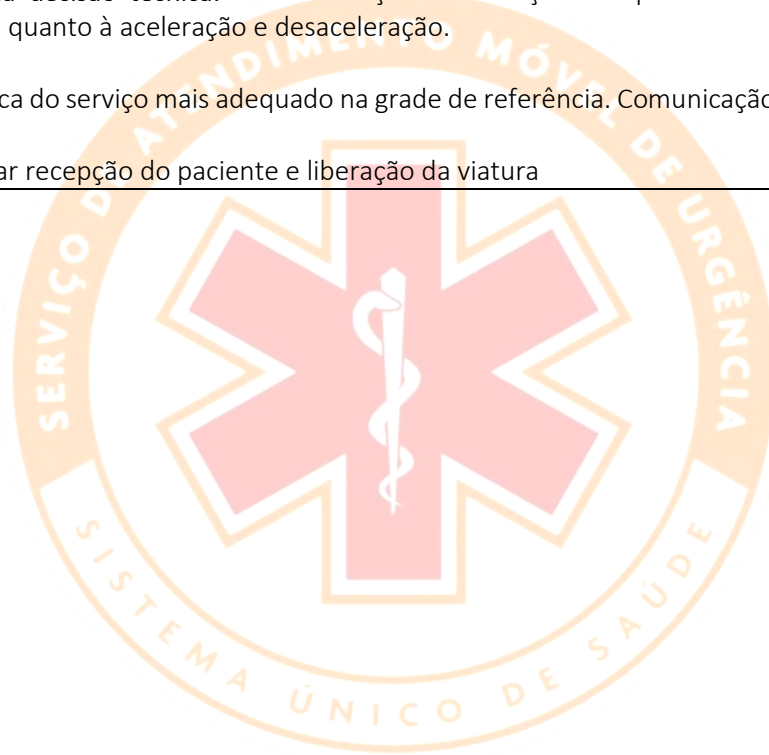 quanto à aceleração e desaceleração.
ca do serviço mais adequado na grade de referência. Comunicação
ar recepção do paciente e liberação da viatura
SERVIÇO DE ATENDIMENTO MÓVEL DE URGÊNCIA
SISTEMA ÚNICO DE SAÚDE